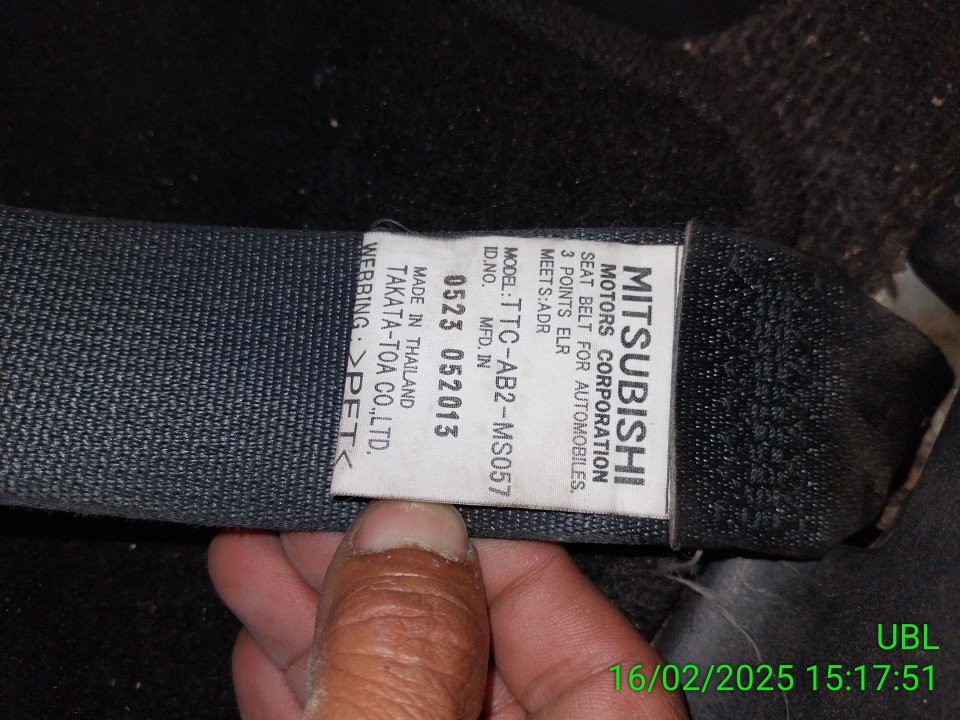 MITSUBISHI
MOTORS CORPORATION
SEAT BELT FOR AUTOMOBILES.
3 POINTS ELR
MEETS:ADR
MODEL:TTC-AB2-MS057
ID.NO. MFD.IN
0523 052013
MADE IN THAILAND
TAKATA-TOA CO.,LTD.
WEBBING:>PET<
UBL
16/02/2025 15:17:51